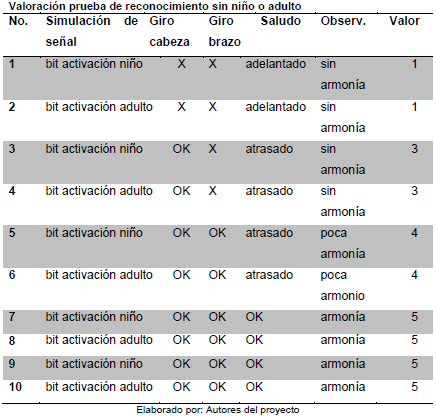 Valoración prueba de reconocimiento sin niño o adulto
No. Simulación de señal Giro cabeza Giro brazo Saludo Observ. Valor
1 bit activación niño X X adelantado sin armonía 1
2 bit activación adulto X X adelantado sin armonía 1
3 bit activación niño OK X atrasado sin armonía 3
4 bit activación adulto OK X atrasado sin armonía 3
5 bit activación niño OK OK atrasado poca armonía 4
6 bit activación adulto OK OK atrasado poca armonio 4
7 bit activación niño OK OK OK armonía 5
8 bit activación adulto OK OK OK armonía 5
9 bit activación niño OK OK OK armonía 5
10 bit activación adulto OK OK OK armonía 5
Elaborado por: Autores del proyecto